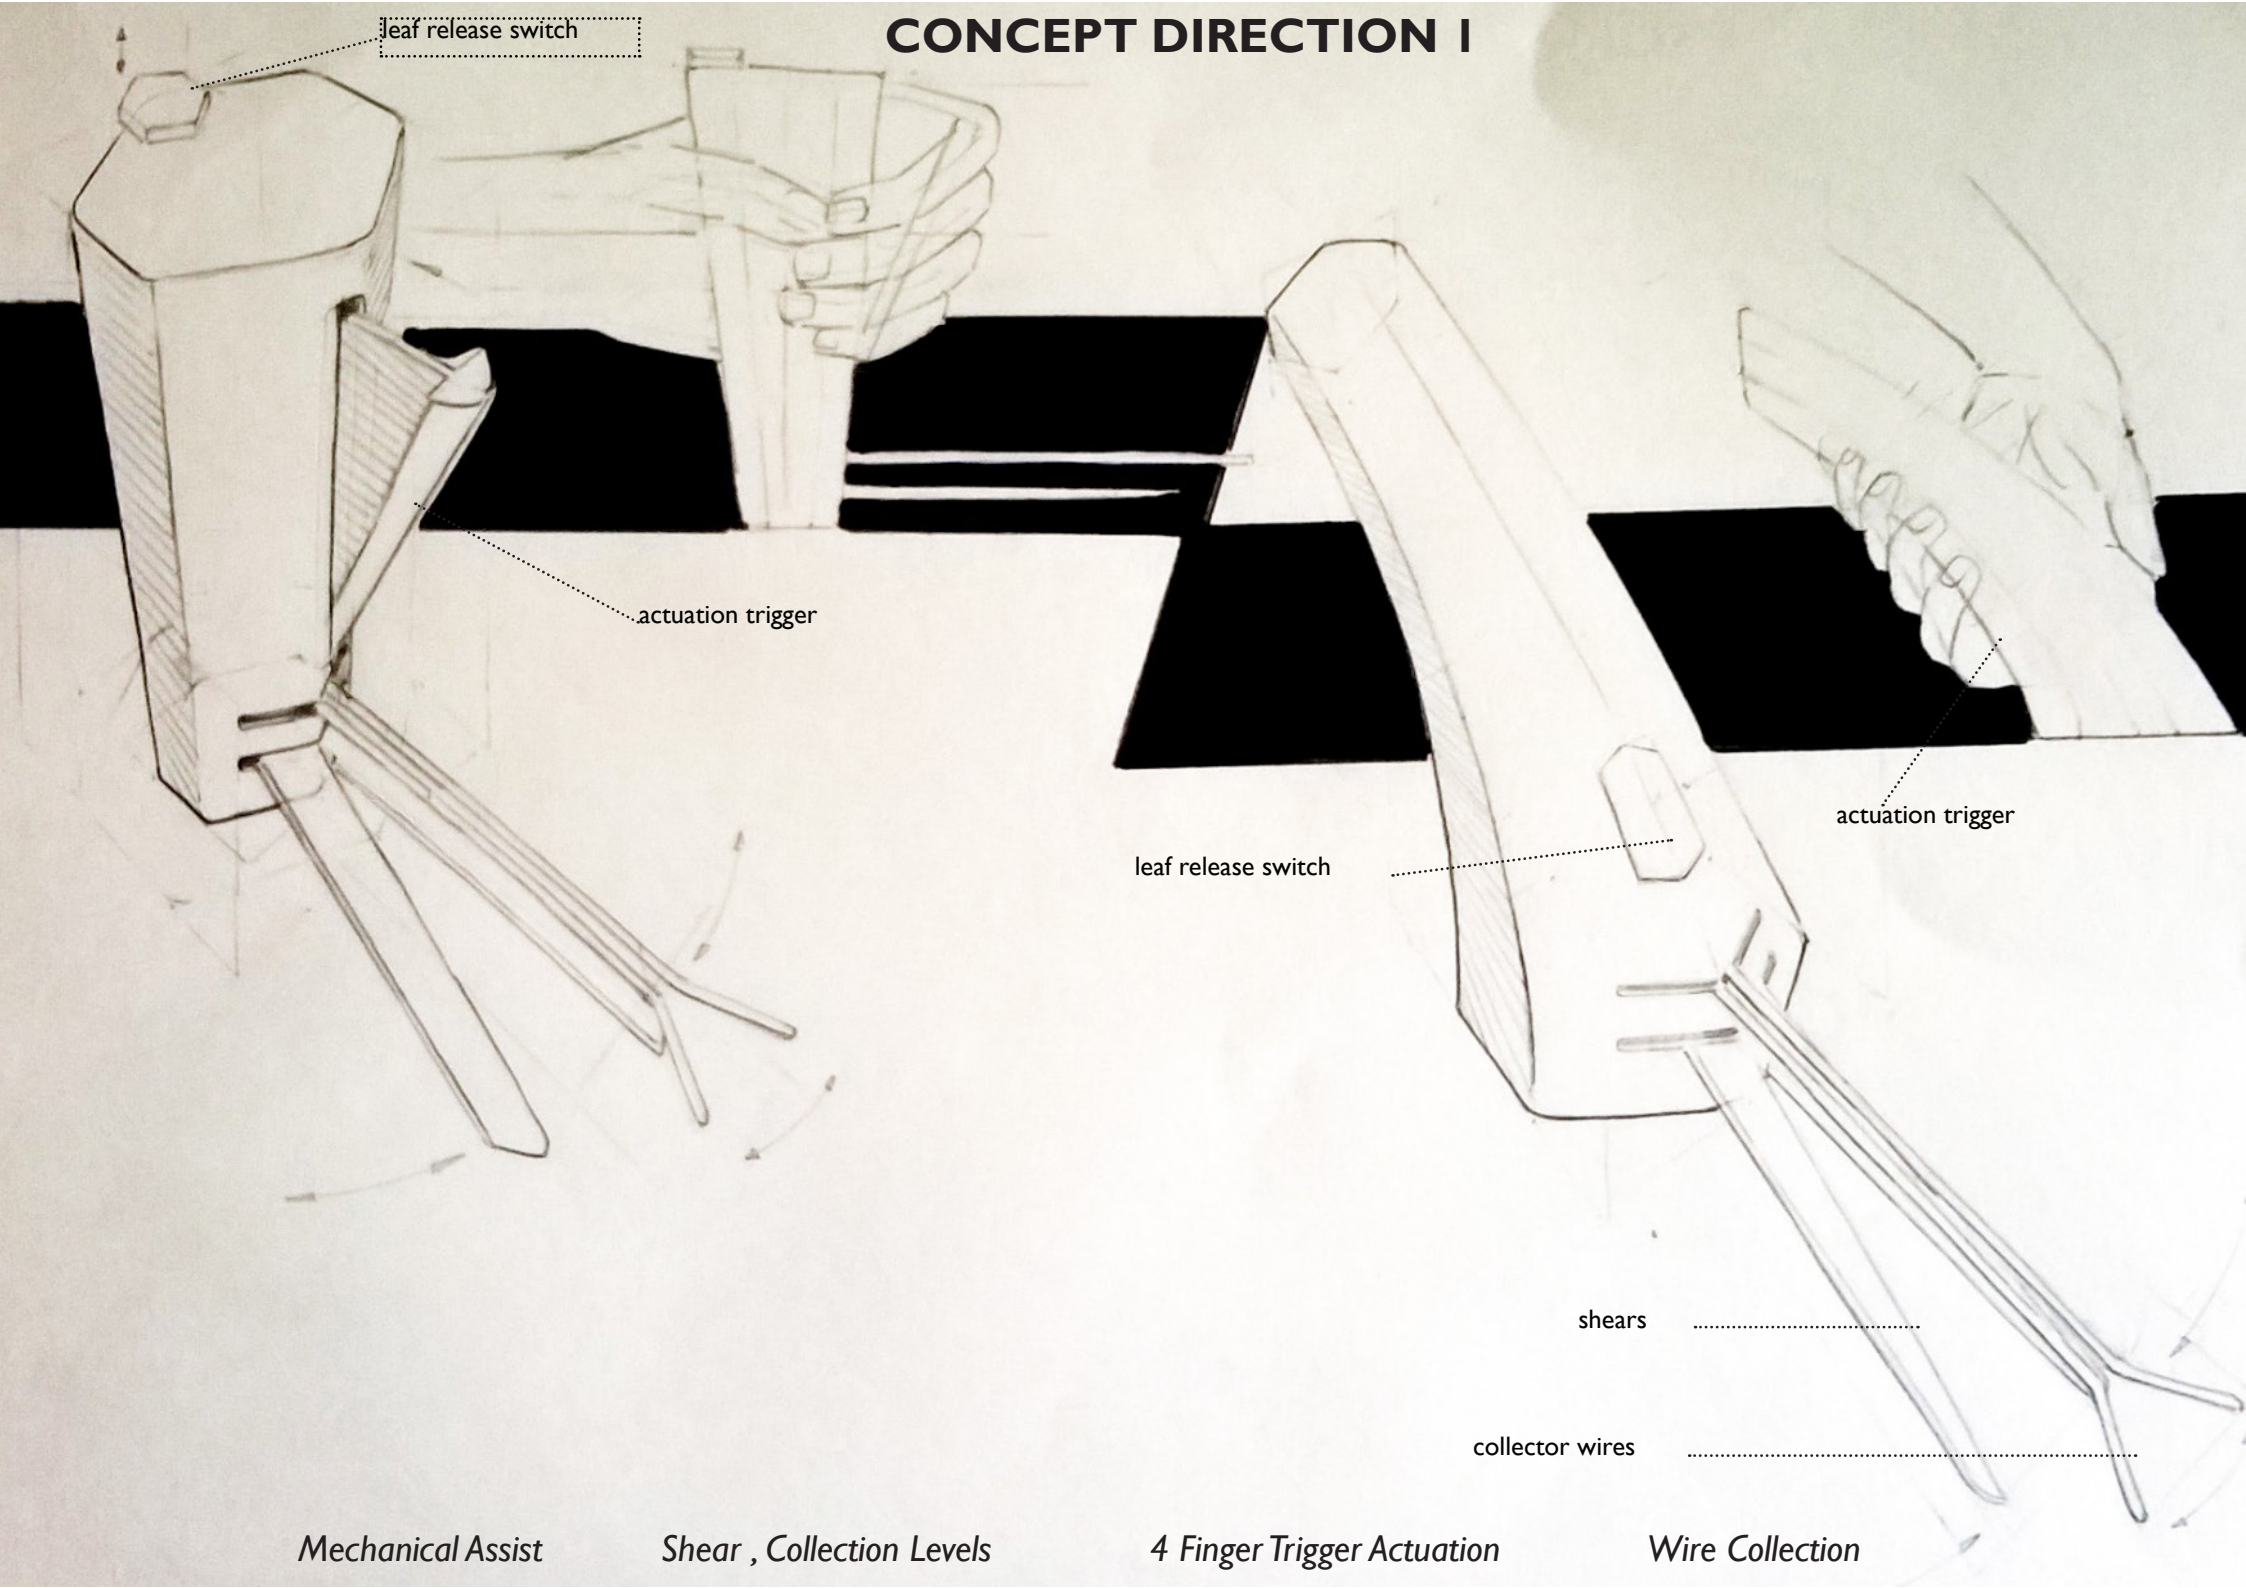 CONCEPT DIRECTION 1
leaf release switch
actuation trigger
actuation trigger
leaf release switch
shears
collector wires
Mechanical Assist
Shear , Collection Levels
4 Finger Trigger Actuation
Wire Collection